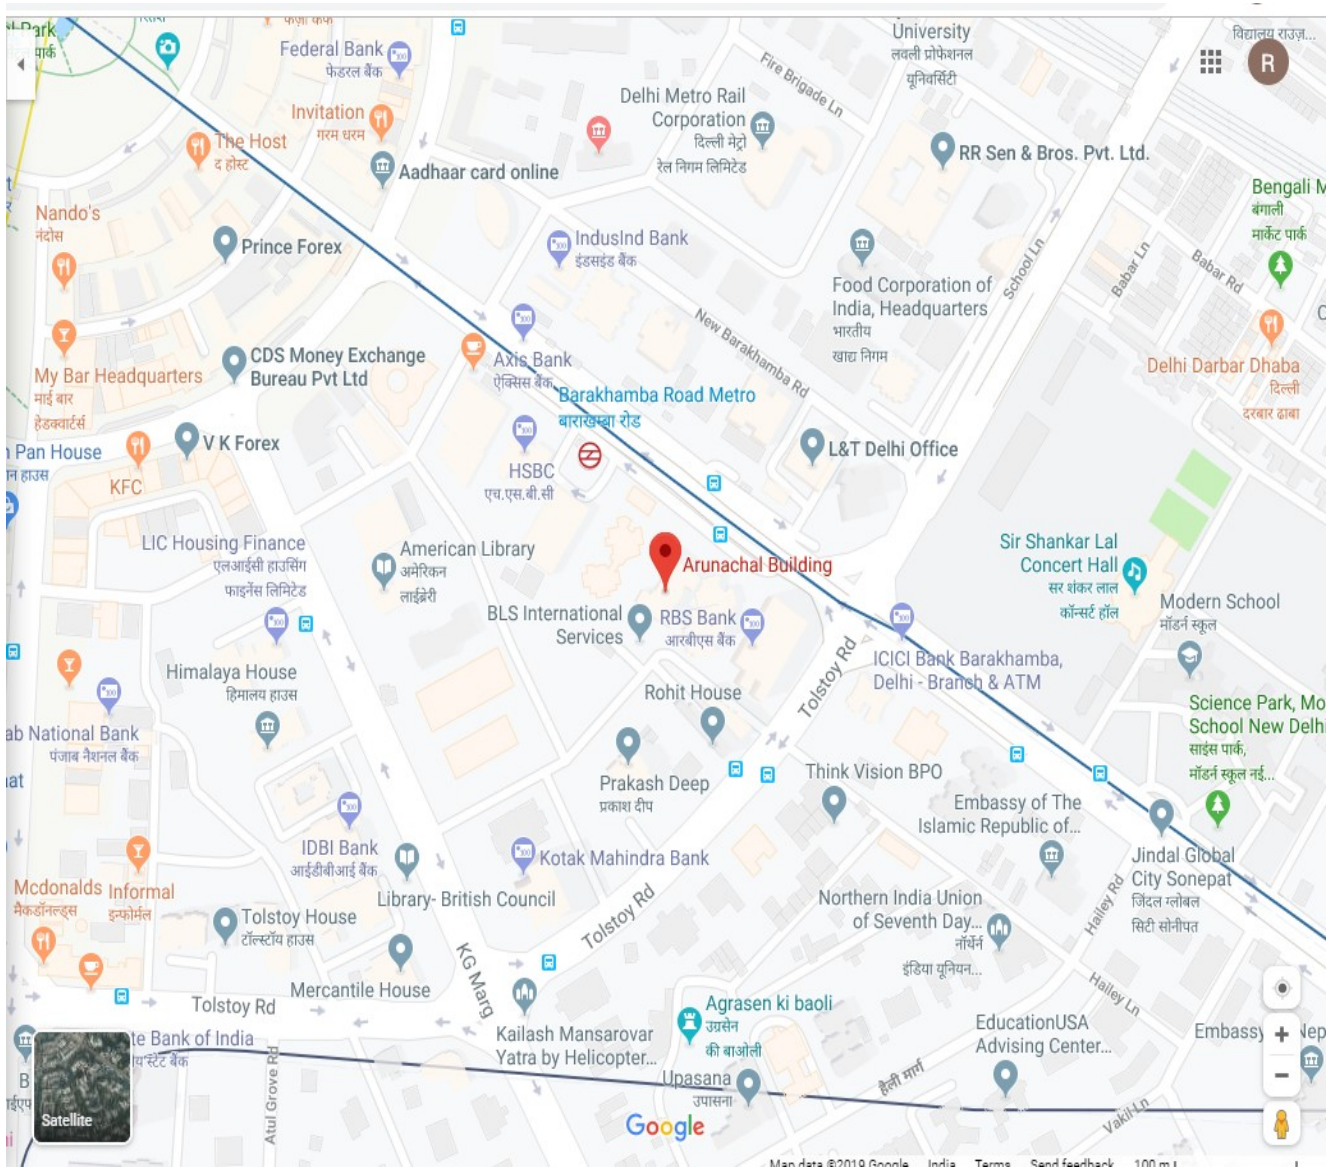 पार्क
Federal Bank
फेडरल बैंक
University
लवली प्रोफेशनल
यूनिवर्सिटी
R
Invitation
गरम धरम
The Host
द होस्ट
Fire Brigade Ln
Delhi Metro Rail
Corporation
दिल्ली मेट्रो
रेल निगम लिमिटेड
RR Sen & Bros. Pvt. Ltd.
Aadhaar card online
Bengali M
बंगाली
मार्केट पार्क
Nando's
नंदोस
Prince Forex
IndusInd Bank
इंडसइंड बैंक
School Ln
Babar Ln
Babar Rd
Food Corporation of
India, Headquarters
भारतीय
खाद्य निगम
New Barakhamba Rd
CDS Money Exchange
Bureau Pvt Ltd
Axis Bank
ऐक्सिस बैंक
My Bar Headquarters
माई बार
हेडक्वार्टर्स
Delhi Darbar Dhaba
दिल्ली
दरबार ढाबा
Barakhamba Road Metro
बाराखम्बा रोड
V K Forex
L&T Delhi Office
n Pan House
न हाउस
KFC
HSBC
एच.एस.बी.सी
LIC Housing Finance
एलआईसी हाउसिंग
फाइनेंस लिमिटेड
American Library
अमेरिकन
लाईब्रेरी
Arunachal Building
Sir Shankar Lal
Concert Hall
सर शंकर लाल
कॉन्सर्ट हॉल
BLS International
Services
RBS Bank
आरबीएस बैंक
Modern School
मॉडर्न स्कूल
ICICI Bank Barakhamba,
Delhi - Branch & ATM
Tolstoy Rd
Himalaya House
हिमालय हाउस
Rohit House
Science Park, Mo
School New Delhi
साइंस पार्क,
मॉडर्न स्कूल नई...
ab National Bank
पंजाब नैशनल बैंक
at
Prakash Deep
प्रकाश दीप
Think Vision BPO
Embassy of The
Islamic Republic of...
IDBI Bank
आईडीबीआई बैंक
Kotak Mahindra Bank
Jindal Global
City Sonepat
जिंदल ग्लोबल
सिटी सोनीपत
Library- British Council
Mcdonalds
मैकडॉनल्ड्स
Informal
इन्फोर्मल
Tolstoy House
टॉल्स्टॉय हाउस
Tolstoy Rd
Northern India Union
of Seventh Day...
नॉर्थेर्न
इंडिया यूनियन...
Hailey Rd
Hailey Ln
Mercantile House
KG Marg
Tolstoy Rd
Kailash Mansarovar
Yatra by Helicopter...
Agrasen ki baoli
उग्रसेन
की बाओली
EducationUSA
Advising Center...
Embassy
Nep
te Bank of India
स्टेट बैंक
Atul Grove Rd
Upasana
उपासना
हैली मार्ग
Vakil Ln
Satellite
Google
Map data ©2019 Google India Terms Send feedback 100 m